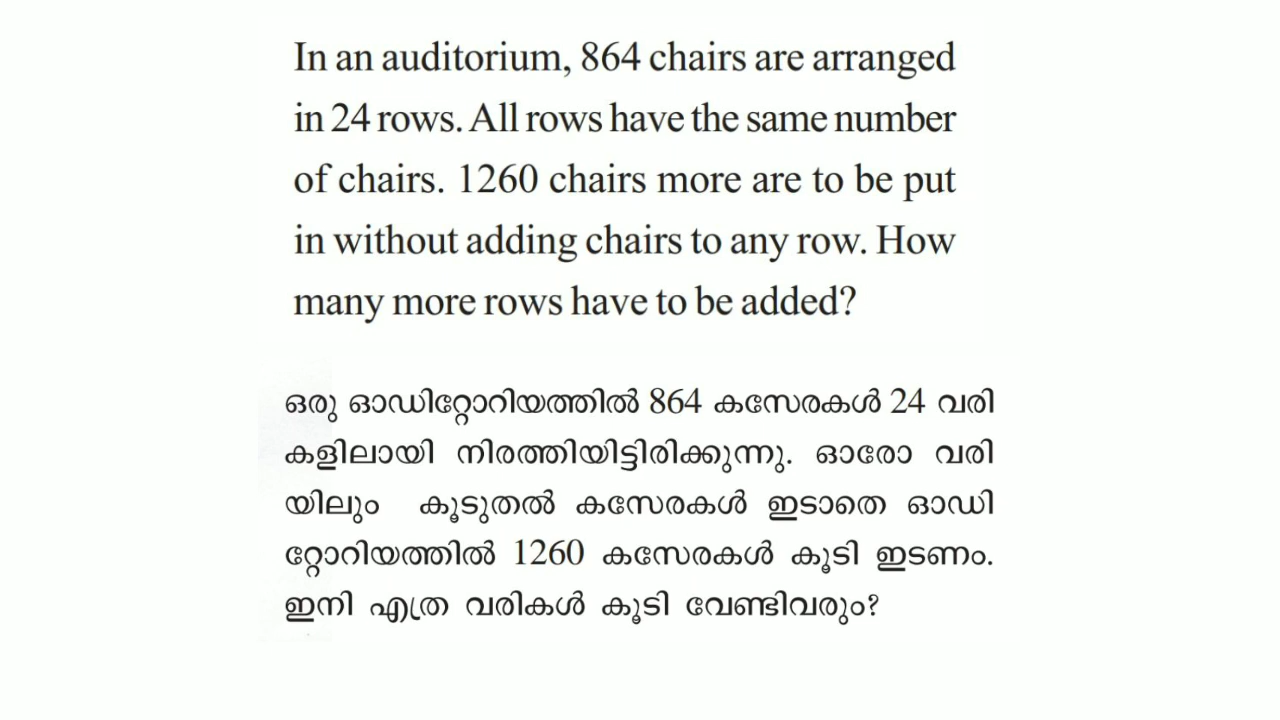 In an auditorium, 864 chairs are arranged
in 24 rows. All rows have the same number
of chairs. 1260 chairs more are to be put
in without adding chairs to any row. How
many more rows have to be added?
ഒരു ഓഡിറ്റോറിയത്തിൽ 864 കസേരകൾ 24 വരി
കളിലായി നിരത്തിയിട്ടിരിക്കുന്നു. ഓരോ വരി
യിലും കൂടുതൽ കസേരകൾ ഇടാതെ ഓഡി
റ്റോറിയത്തിൽ 1260 കസേരകൾ കൂടി ഇടണം.
ഇനി എത്ര വരികൾ കൂടി വേണ്ടിവരും?